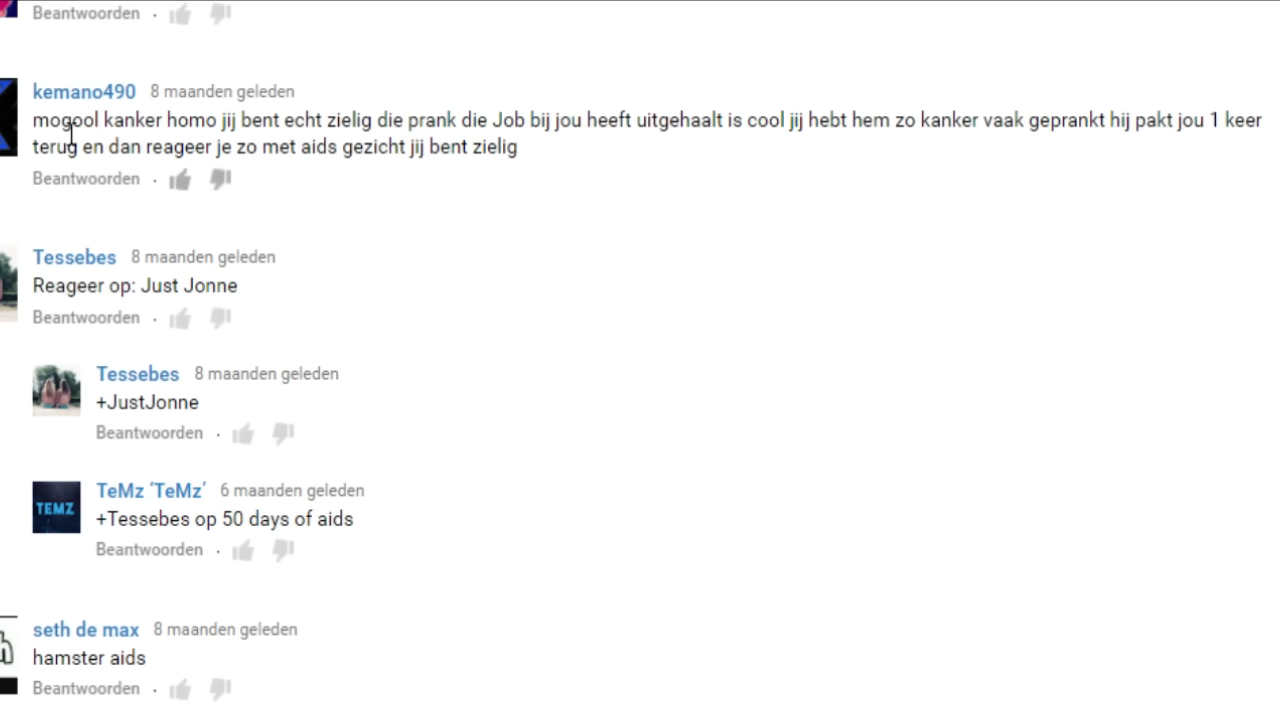 Beantwoorden ·
kemano490 8 maanden geleden
mogool kanker homo jij bent echt zielig die prank die Job bij jou heeft uitgehaalt is cool jij hebt hem zo kanker vaak geprankt hij pakt jou 1 keer
terug en dan reageer je zo met aids gezicht jij bent zielig
Beantwoorden ·
Tessebes 8 maanden geleden
Reageer op: Just Jonne
Beantwoorden ·
Tessebes 8 maanden geleden
+JustJonne
Beantwoorden ·
TeMz 'TeMz' 6 maanden geleden
TEMZ
+Tessebes op 50 days of aids
Beantwoorden ·
seth de max 8 maanden geleden
hamster aids
Beantwoorden ·